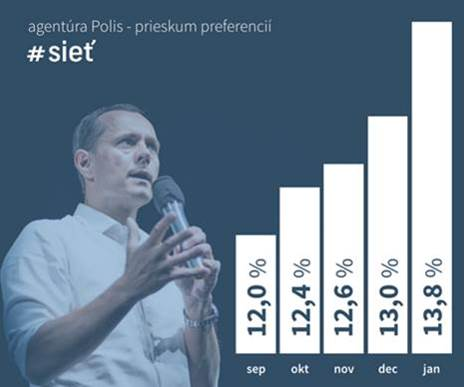 agentúra Polis - prieskum preferencií
#sieť
12,0 %
12,4 %
12,6 %
13,0 %
13,8 %
sep okt nov dec jan